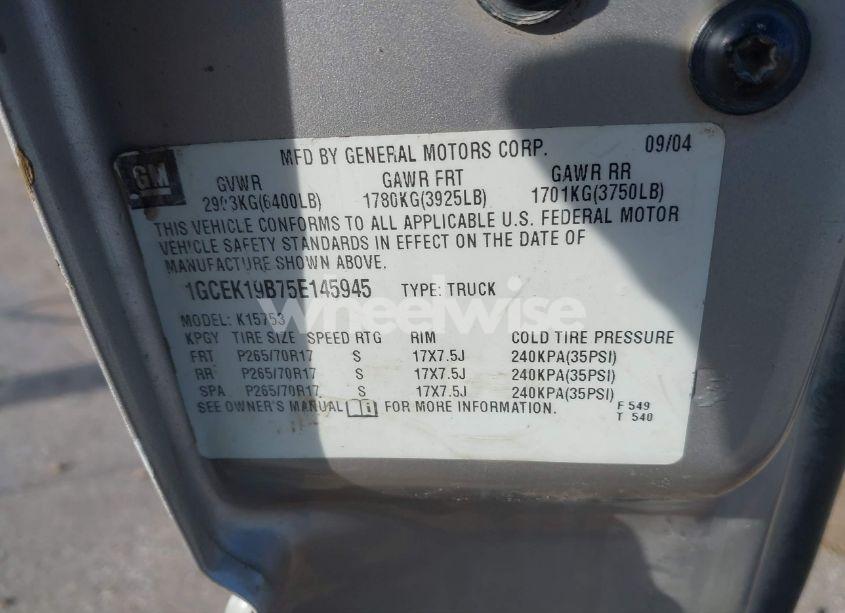 MFD BY GENERAL MOTORS CORP. 09/04
GM GVWR GAWR FRT GAWR RR
2903KG(6400LB) 1780KG(3925LB) 1701KG(3750LB)
THIS VEHICLE CONFORMS TO ALL APPLICABLE U.S. FEDERAL MOTOR
VEHICLE SAFETY STANDARDS IN EFFECT ON THE DATE OF
MANUFACTURE SHOWN ABOVE.
1GCEK19B75E145945 TYPE: TRUCK
wheelwise
MODEL: K15753
KPGY TIRE SIZE SPEED RTG RIM COLD TIRE PRESSURE
FRT P265/70R17 S 17X7.5J 240KPA(35PSI)
RR P265/70R17 S 17X7.5J 240KPA(35PSI)
SPA P265/70R17 S 17X7.5J 240KPA(35PSI)
SEE OWNER'S MANUAL i FOR MORE INFORMATION. F 549
T 540